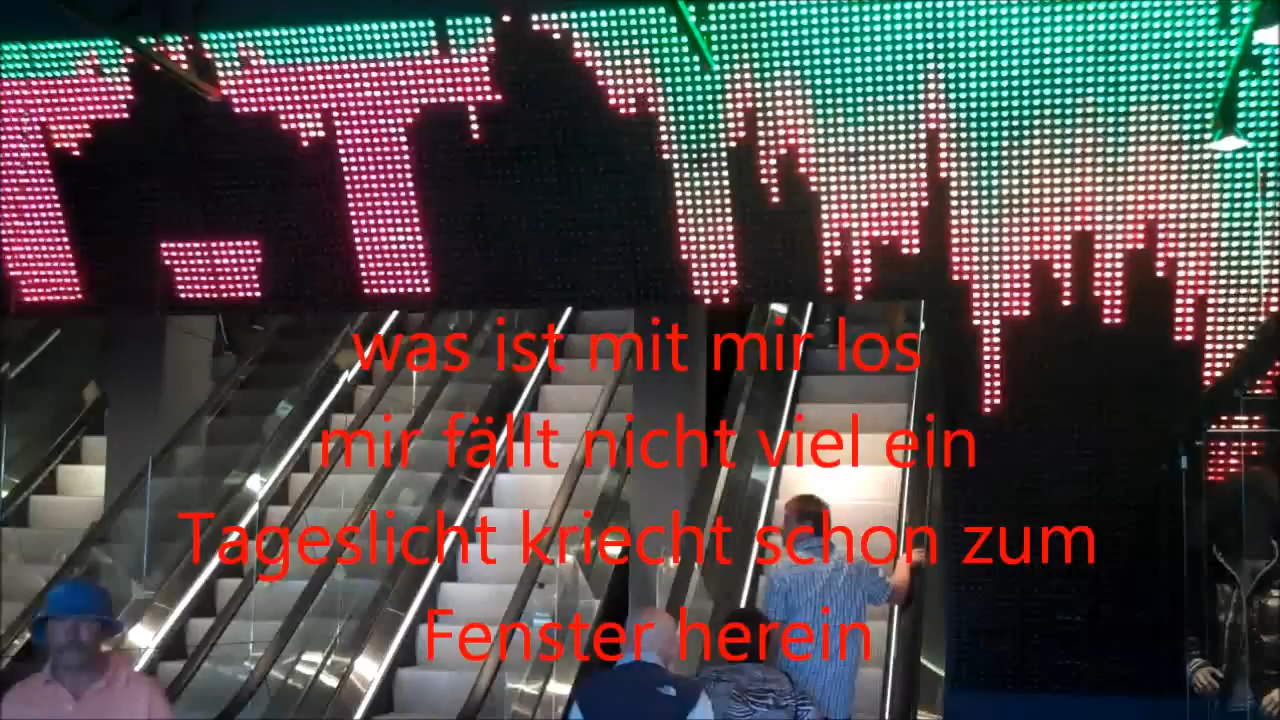 was ist mit mir los
mir fällt nicht viel ein
Tageslicht kriecht schon zum
Fenster herein